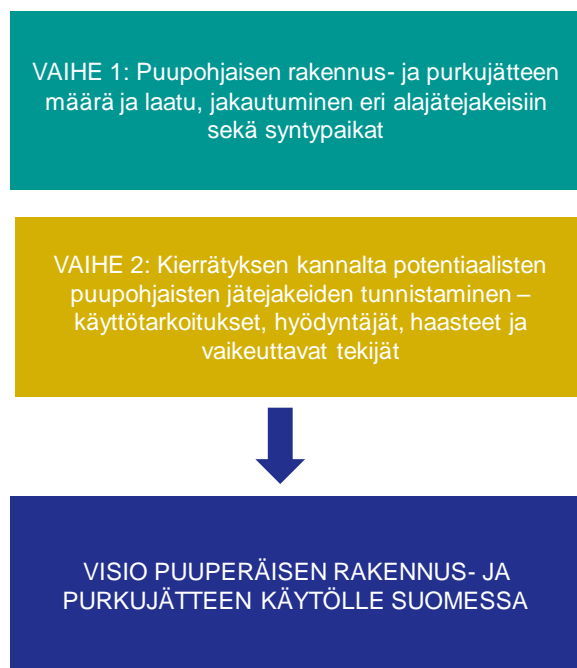 VAIHE 1: Puupohjaisen rakennus- ja purkujätteen
määrä ja laatu, jakautuminen eri alajätejakeisiin
sekä syntypaikat
VAIHE 2: Kierrätyksen kannalta potentiaalisten
puupohjaisten jätejakeiden tunnistaminen –
käyttötarkoitukset, hyödyntäjät, haasteet ja
vaikeuttavat tekijät
VISIO PUUPERÄISEN RAKENNUS- JA
PURKUJÄTTEEN KÄYTÖLLE SUOMESSA